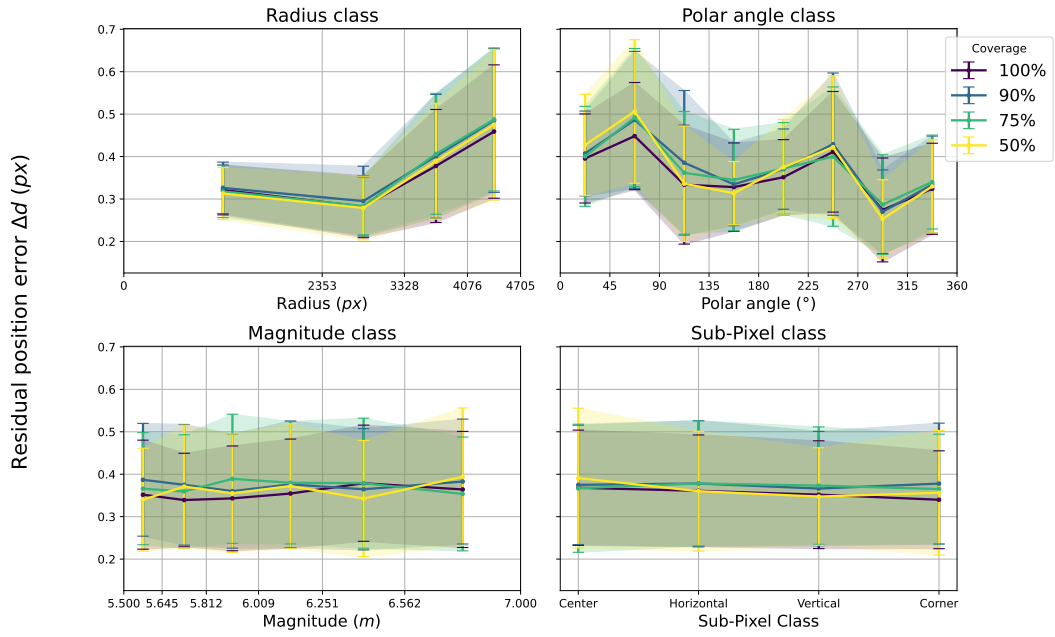 Radius class
Polar angle class
0.7
0.6
0.5
0.4
0.3
0.2
0 2353 3328 4076 4705
Radius (px)
0 45 90 135 180 225 270 315 360
Polar angle (°)
Coverage
100%
90%
75%
50%
Residual position error Δd (px)
Magnitude class
Sub-Pixel class
0.7
0.6
0.5
0.4
0.3
0.2
5.500 5.645 5.812 6.009 6.251 6.562 7.000
Magnitude (m)
Center Horizontal Vertical Corner
Sub-Pixel Class